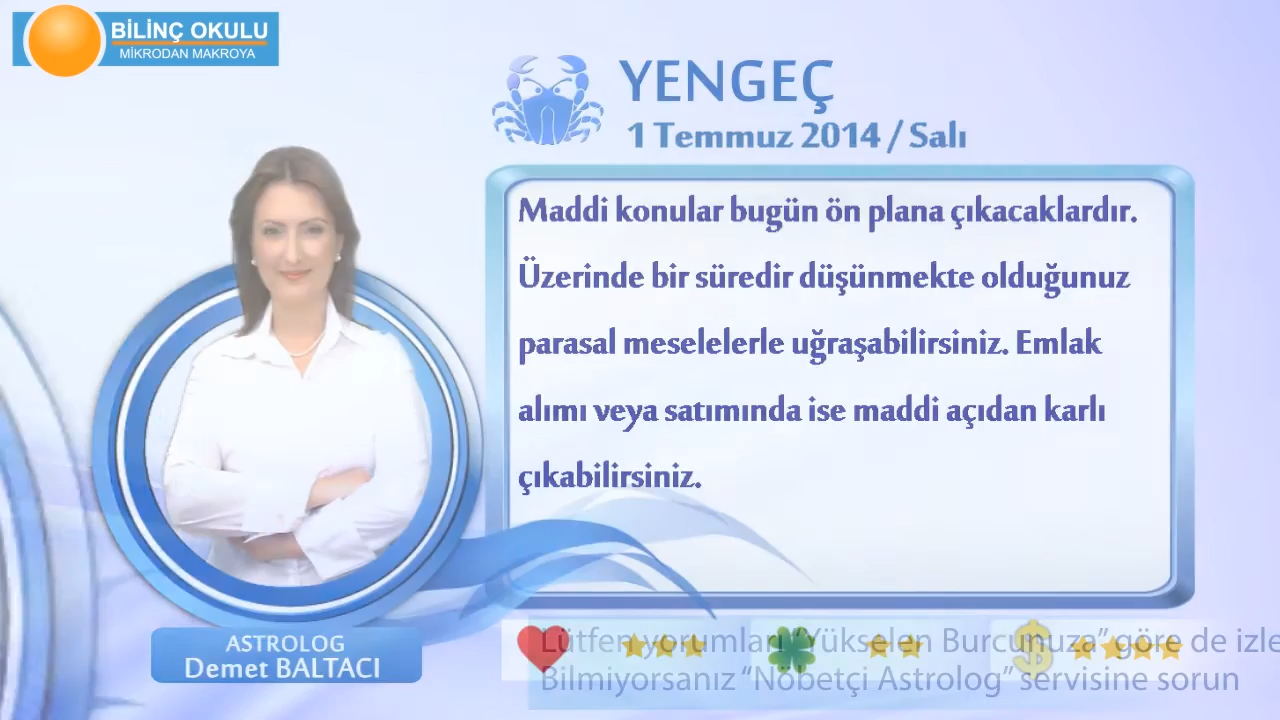 BİLİNÇ OKULU
MİKRODAN MAKROYA
YENGEÇ
1 Temmuz 2014 / Salı
Maddi konular bugün ön plana çıkacaklardır.
Üzerinde bir süredir düşünmekte olduğunuz
parasal meselelerle uğraşabilirsiniz. Emlak
alımı veya satımında ise maddi açıdan karlı
çıkabilirsiniz.
ASTROLOG
Demet BALTACI
Lütfen yorumları "Yükselen Burcunuza" göre de izle
Bilmiyorsanız "Nöbetçi Astrolog" servisine sorun